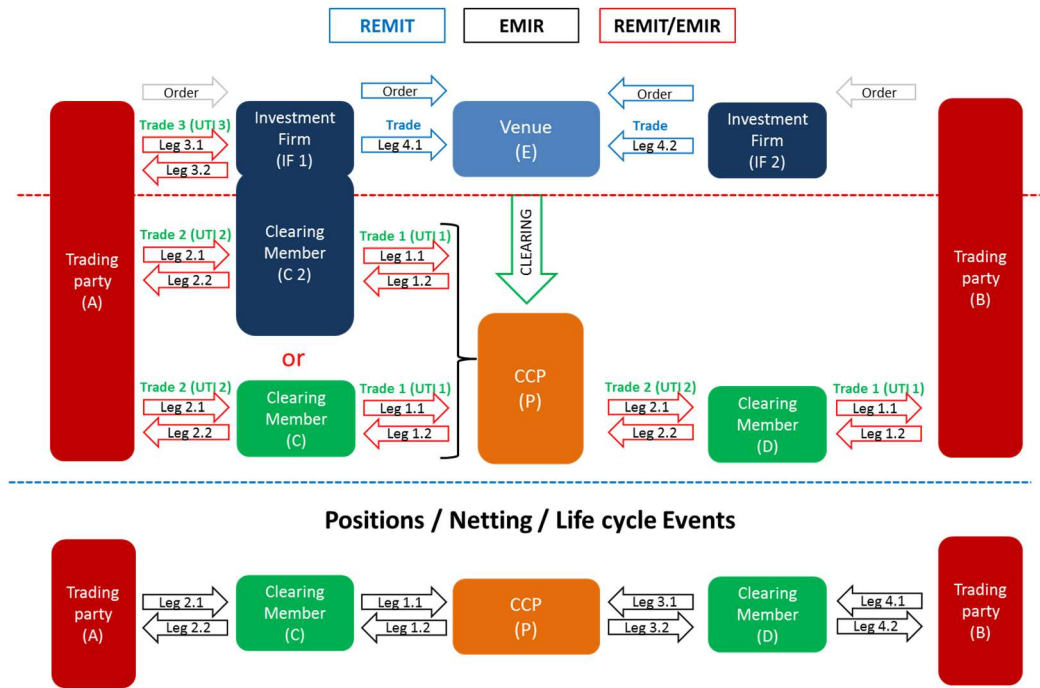 REMIT
EMIR
REMIT/EMIR
Order
Order
Order
Order
Trading
party
(A)
Trade 3 (UTI 3)
Leg 3.1
Leg 3.2
Investment
Firm
(IF 1)
Trade
Leg 4.1
Venue
(E)
Trade
Leg 4.2
Investment
Firm
(IF 2)
Trading
party
(B)
Trade 2 (UTI 2)
Leg 2.1
Leg 2.2
Clearing
Member
(C 2)
Trade 1 (UTI 1)
Leg 1.1
Leg 1.2
CLEARING
or
Trade 2 (UTI 2)
Leg 2.1
Leg 2.2
Clearing
Member
(C)
Trade 1 (UTI 1)
Leg 1.1
Leg 1.2
CCP
(P)
Trade 2 (UTI 2)
Leg 2.1
Leg 2.2
Clearing
Member
(D)
Trade 1 (UTI 1)
Leg 1.1
Leg 1.2
Positions / Netting / Life cycle Events
Trading
party
(A)
Leg 2.1
Leg 2.2
Clearing
Member
(C)
Leg 1.1
Leg 1.2
CCP
(P)
Leg 3.1
Leg 3.2
Clearing
Member
(D)
Leg 4.1
Leg 4.2
Trading
party
(B)